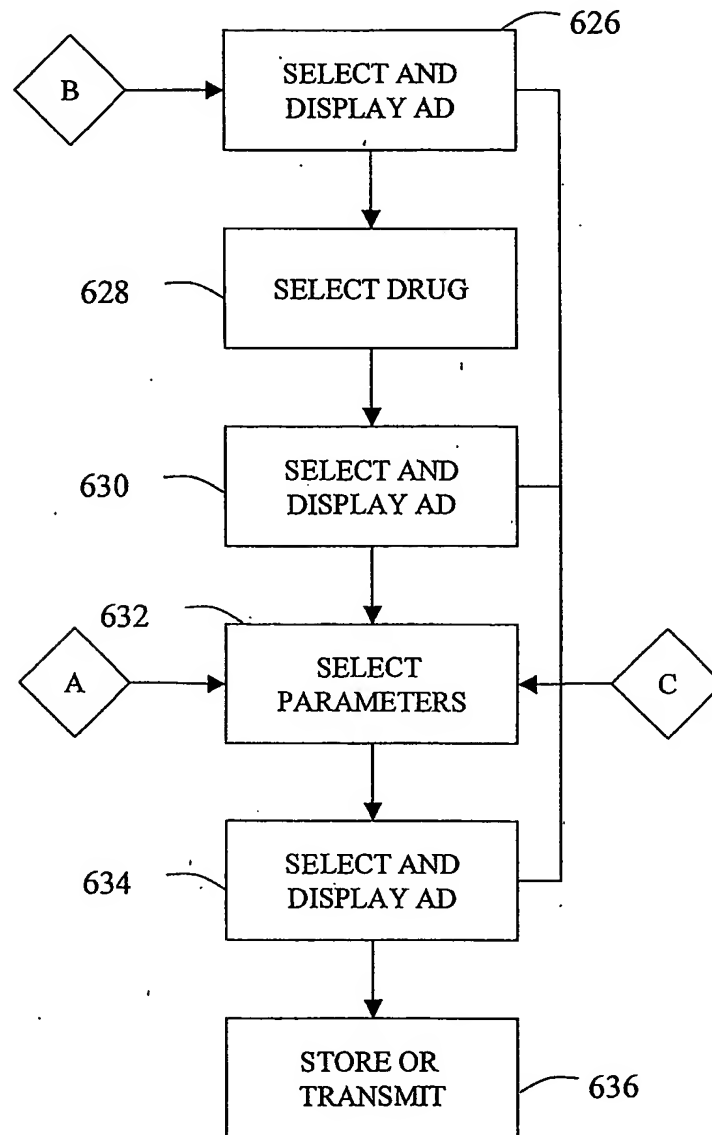 626
B
SELECT AND
DISPLAY AD
628
SELECT DRUG
630
SELECT AND
DISPLAY AD
632
A
SELECT
PARAMETERS
C
634
SELECT AND
DISPLAY AD
STORE OR
TRANSMIT
636